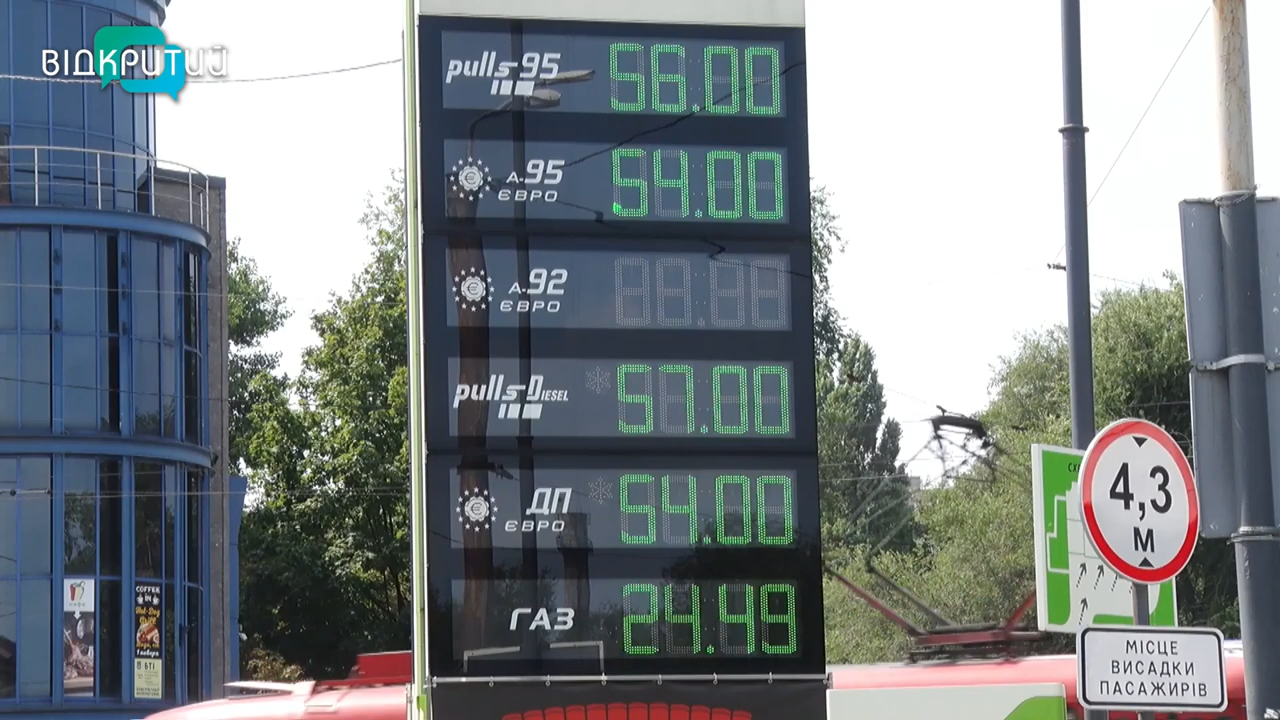 ВІДКРИТИЙ
pulls 95 56.00
А-95 54.00
ЄВРО
А-92
ЄВРО
pulls DIESEL 57.00
ДП 54.00
ЄВРО
ГАЗ 24.49
4,3
М
МІСЦЕ
ВИСАДКИ
ПАСАЖИРІВ
COFFEE
БТІ